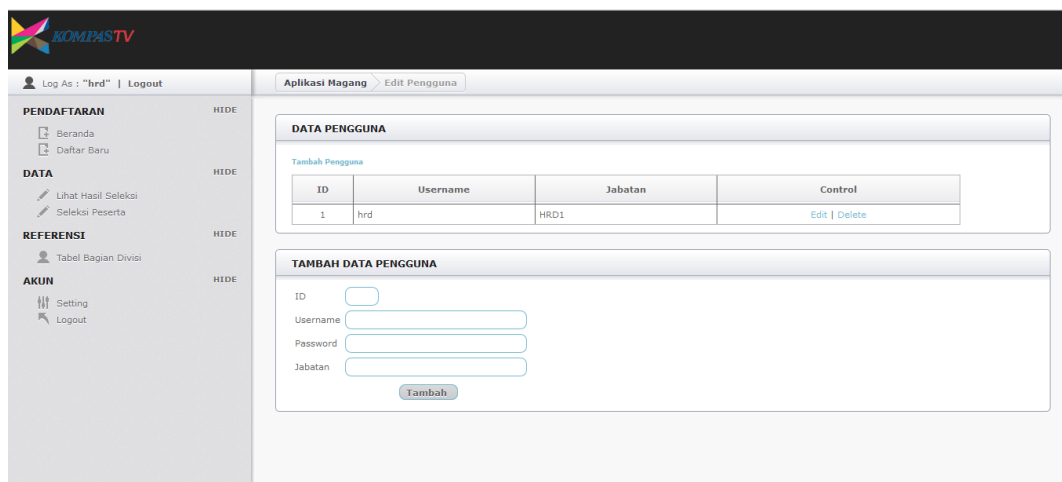 KOMPASTV
Log As : "hrd" | Logout
Aplikasi Magang Edit Pengguna
PENDAFTARAN HIDE
Beranda
Daftar Baru
DATA HIDE
Lihat Hasil Seleksi
Seleksi Peserta
REFERENSI HIDE
Tabel Bagian Divisi
AKUN HIDE
Setting
Logout
DATA PENGGUNA
Tambah Pengguna
ID Username Jabatan Control
1 hrd HRD1 Edit | Delete
TAMBAH DATA PENGGUNA
ID
Username
Password
Jabatan
Tambah